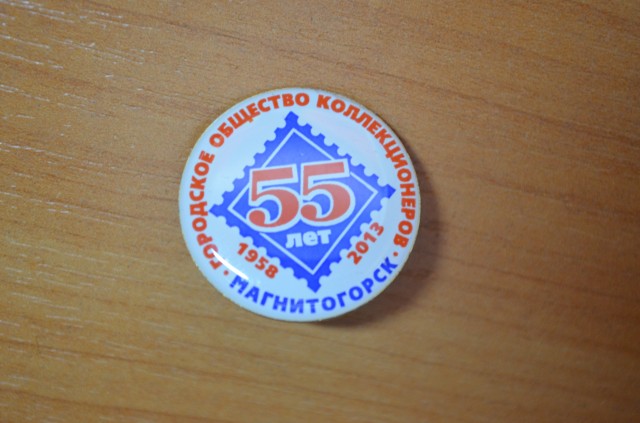 ГОРОДСКОЕ ОБЩЕСТВО КОЛЛЕКЦИОНЕРОВ
55
лет
1958 2013
· МАГНИТОГОРСК ·